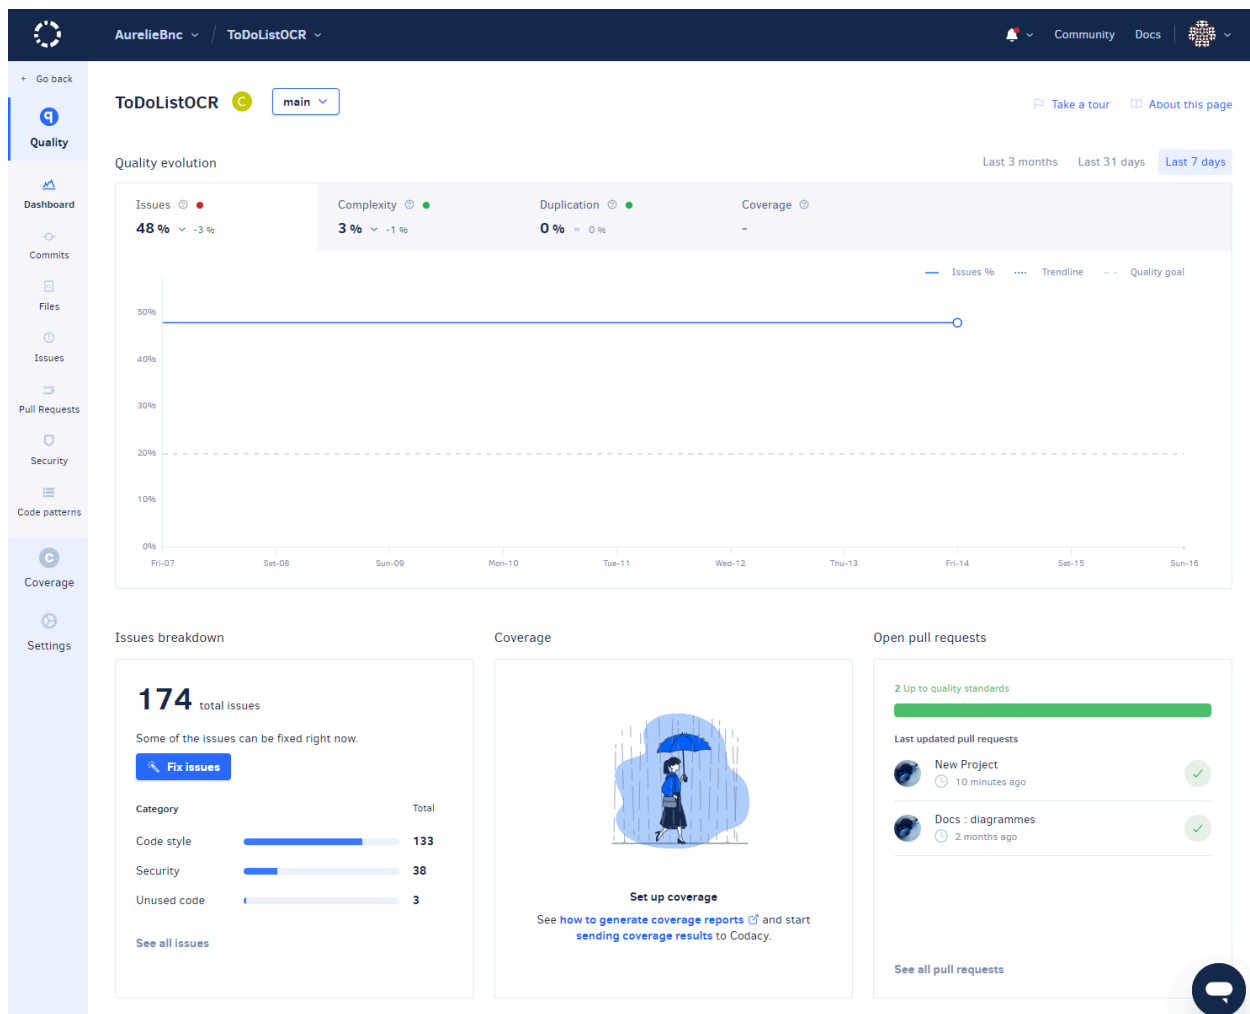 AurelieBnc / ToDoListOCR
Community Docs
← Go back
Quality
Dashboard
Commits
Files
Issues
Pull Requests
Security
Code patterns
C
Coverage
Settings
ToDoListOCR C main
Take a tour About this page
Quality evolution
Last 3 months Last 31 days Last 7 days
Issues Complexity Duplication Coverage
48 % -3 % 3 % -1 % 0 % = 0 % -
Issues % Trendline Quality goal
50%
40%
30%
20%
10%
0%
Fri-07 Sat-08 Sun-09 Mon-10 Tue-11 Wed-12 Thu-13 Fri-14 Sat-15 Sun-16
Issues breakdown
174 total issues
Some of the issues can be fixed right now.
Fix issues
Category Total
Code style 133
Security 38
Unused code 3
See all issues
Coverage
Set up coverage
See how to generate coverage reports and start
sending coverage results to Codacy.
Open pull requests
2 Up to quality standards
Last updated pull requests
New Project
10 minutes ago
Docs : diagrammes
2 months ago
See all pull requests